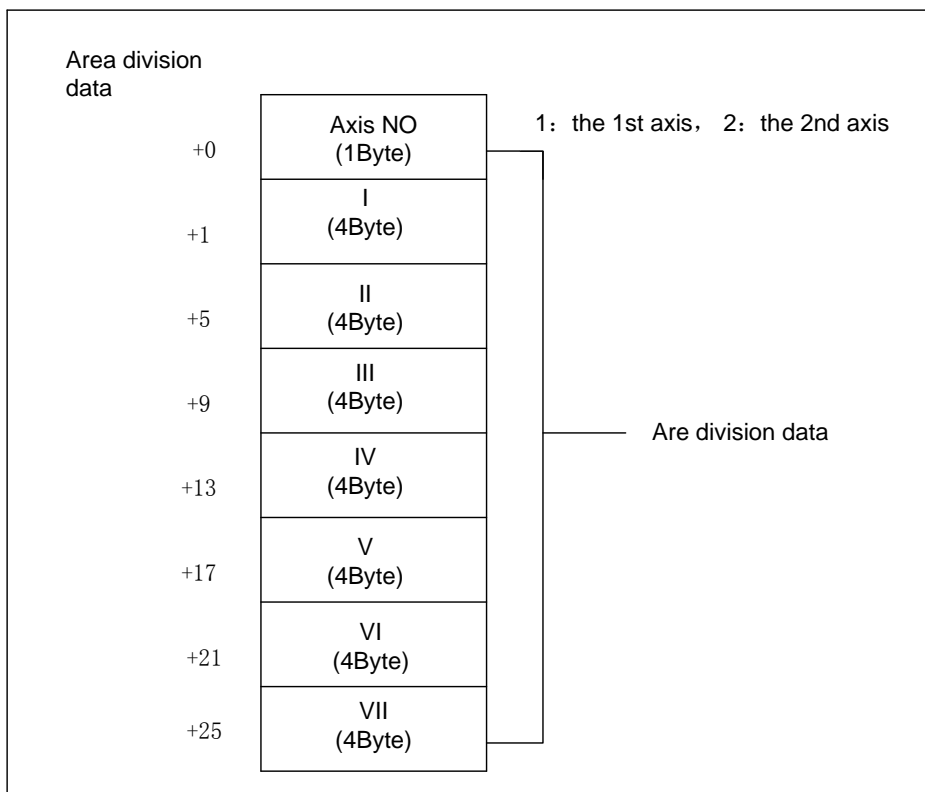 Area division
data
Axis NO
(1Byte)
1：the 1st axis， 2：the 2nd axis
+0
I
(4Byte)
+1
II
(4Byte)
+5
III
(4Byte)
+9
Are division data
IV
(4Byte)
+13
V
(4Byte)
+17
VI
(4Byte)
+21
VII
(4Byte)
+25